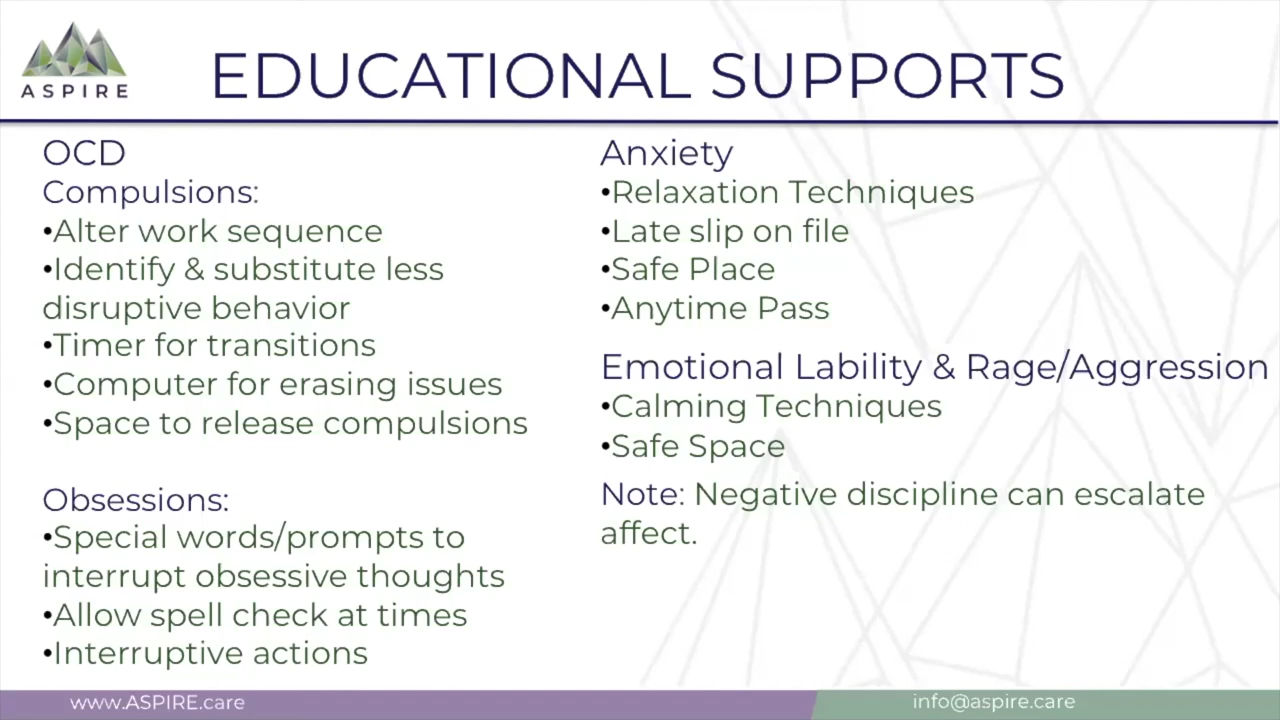 ASPIRE
EDUCATIONAL SUPPORTS
OCD
Compulsions:
•Alter work sequence
•Identify & substitute less
disruptive behavior
•Timer for transitions
•Computer for erasing issues
•Space to release compulsions
Obsessions:
•Special words/prompts to
interrupt obsessive thoughts
•Allow spell check at times
•Interruptive actions
Anxiety
•Relaxation Techniques
•Late slip on file
•Safe Place
•Anytime Pass
Emotional Lability & Rage/Aggression
•Calming Techniques
•Safe Space
Note: Negative discipline can escalate
affect.
www.ASPIRE.care
info@aspire.care